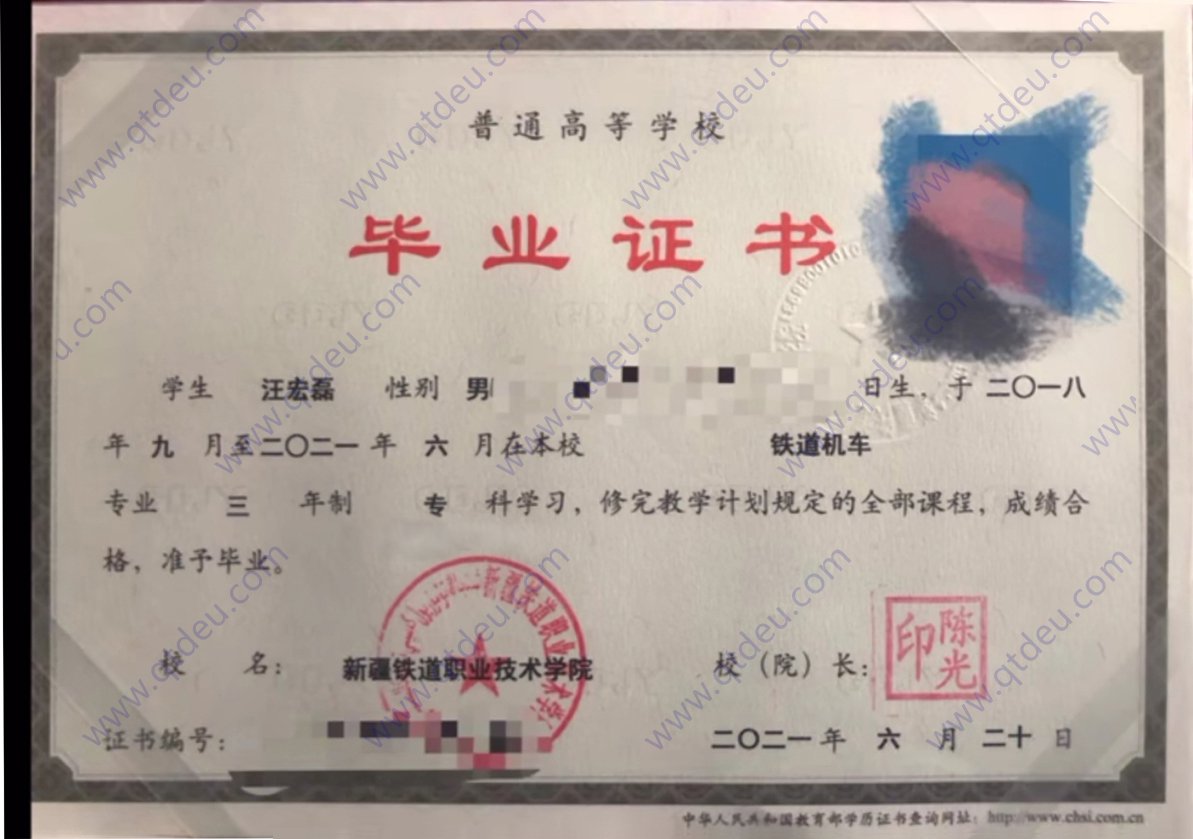 普通高等学校
毕业证书
学生 汪宏磊 性别 男 日生，于 二〇一八
年 九 月至 二〇二一 年 六 月在本校 铁道机车
专业 三 年制 专 科学习，修完教学计划规定的全部课程，成绩合
格，准予毕业。
校 名： 新疆铁道职业技术学院 校（院）长： 陈光印
证书编号： 二〇二一 年 六 月 二十 日
中华人民共和国教育部学历证书查询网址： http://www.chsi.com.cn
www.qtdeu.com